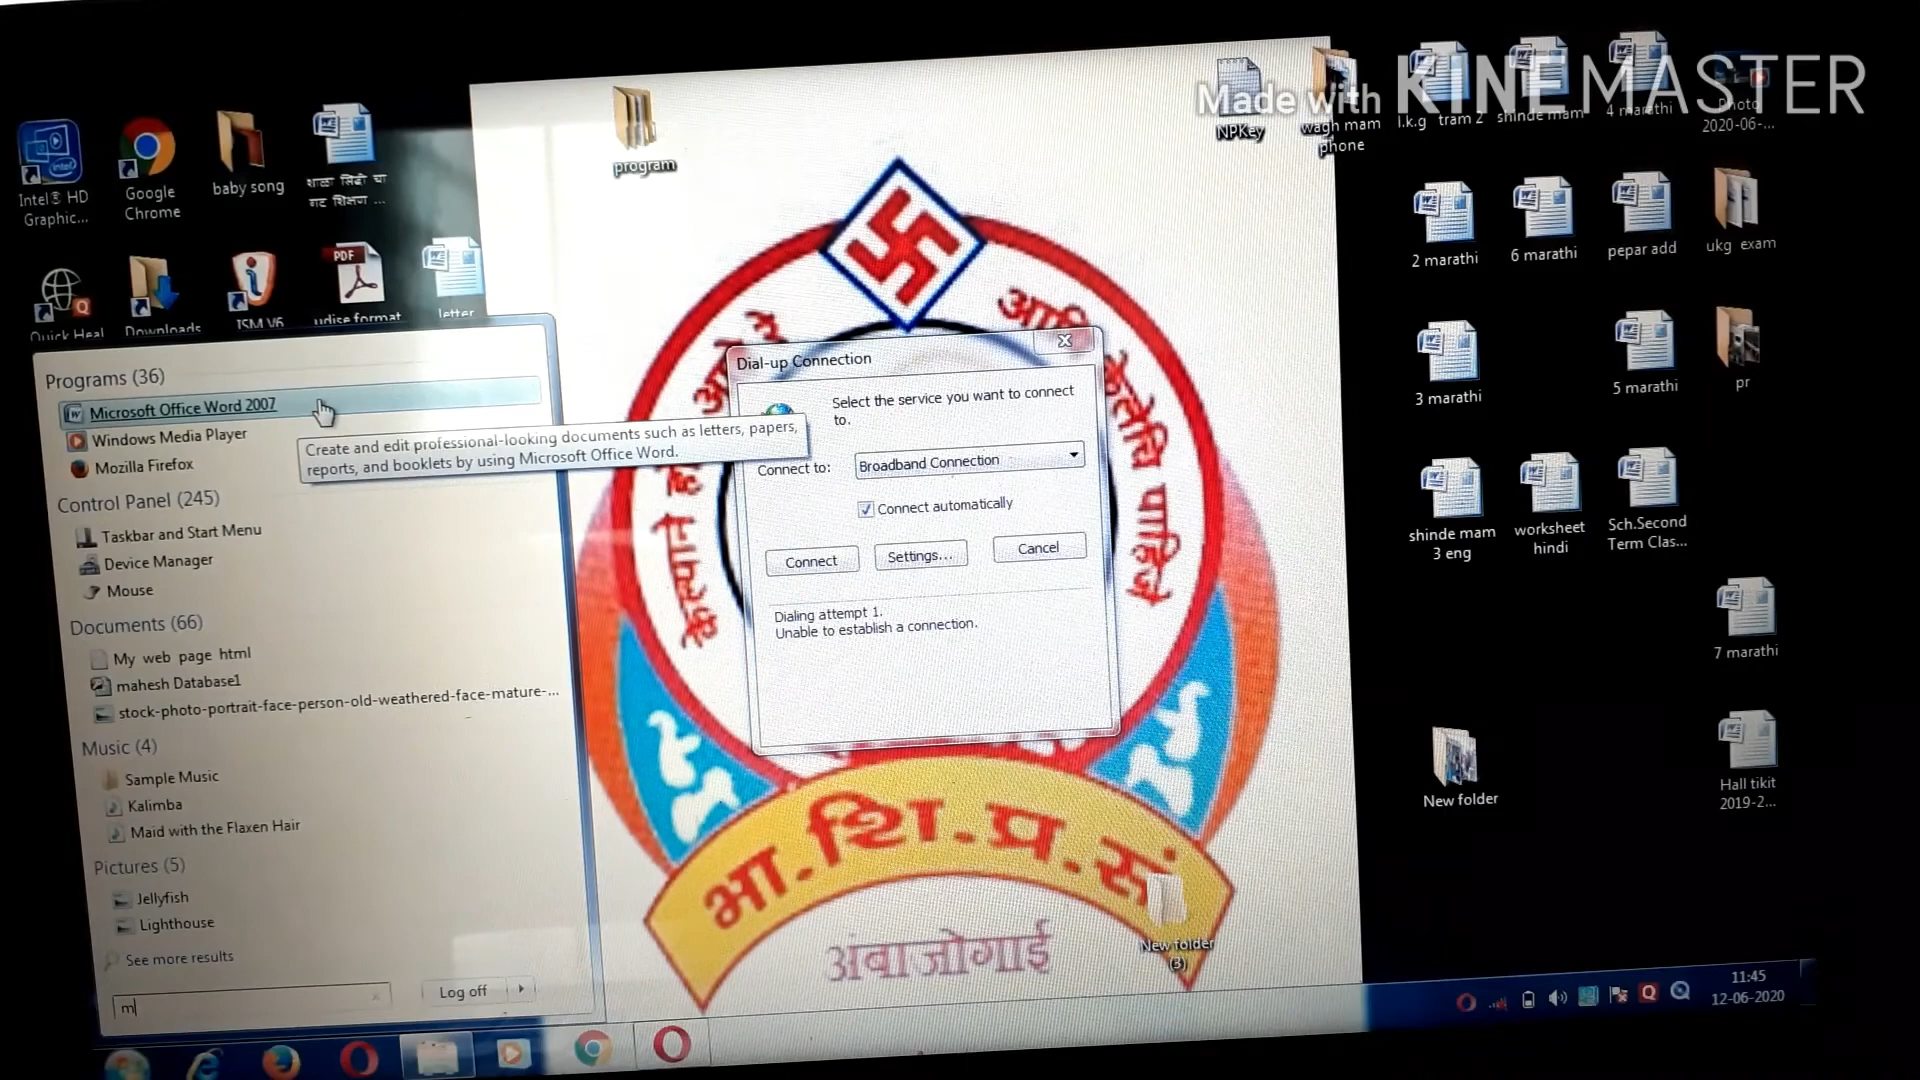 Made with KINEMASTER
Intel® HD
Graphic...
Google
Chrome
baby song
शाळा सिद्धी चा
गट शिक्षण ...
program
NPKey
wagh mam
phone
l.k.g tram 2
shinde mam
4 marathi
Photo
2020-06-...
Quick Heal
Downloads
ISM V6
PDF
udise format
letter
2 marathi
6 marathi
pepar add
ukg exam
3 marathi
5 marathi
pr
shinde mam
3 eng
worksheet
hindi
Sch.Second
Term Clas...
7 marathi
New folder
Hall tikit
2019-2...
Programs (36)
Microsoft Office Word 2007
Windows Media Player
Mozilla Firefox
Create and edit professional-looking documents such as letters, papers,
reports, and booklets by using Microsoft Office Word.
Control Panel (245)
Taskbar and Start Menu
Device Manager
Mouse
Documents (66)
My web page html
mahesh Database1
stock-photo-portrait-face-person-old-weathered-face-mature-...
Music (4)
Sample Music
Kalimba
Maid with the Flaxen Hair
Pictures (5)
Jellyfish
Lighthouse
See more results
m
Log off
Dial-up Connection
Select the service you want to connect
to.
Connect to:
Broadband Connection
Connect automatically
Connect
Settings...
Cancel
Dialing attempt 1.
Unable to establish a connection.
पाहिजे
भा.शि.प्र.सं
अंबाजोगाई
New folder
(3)
11:45
12-06-2020